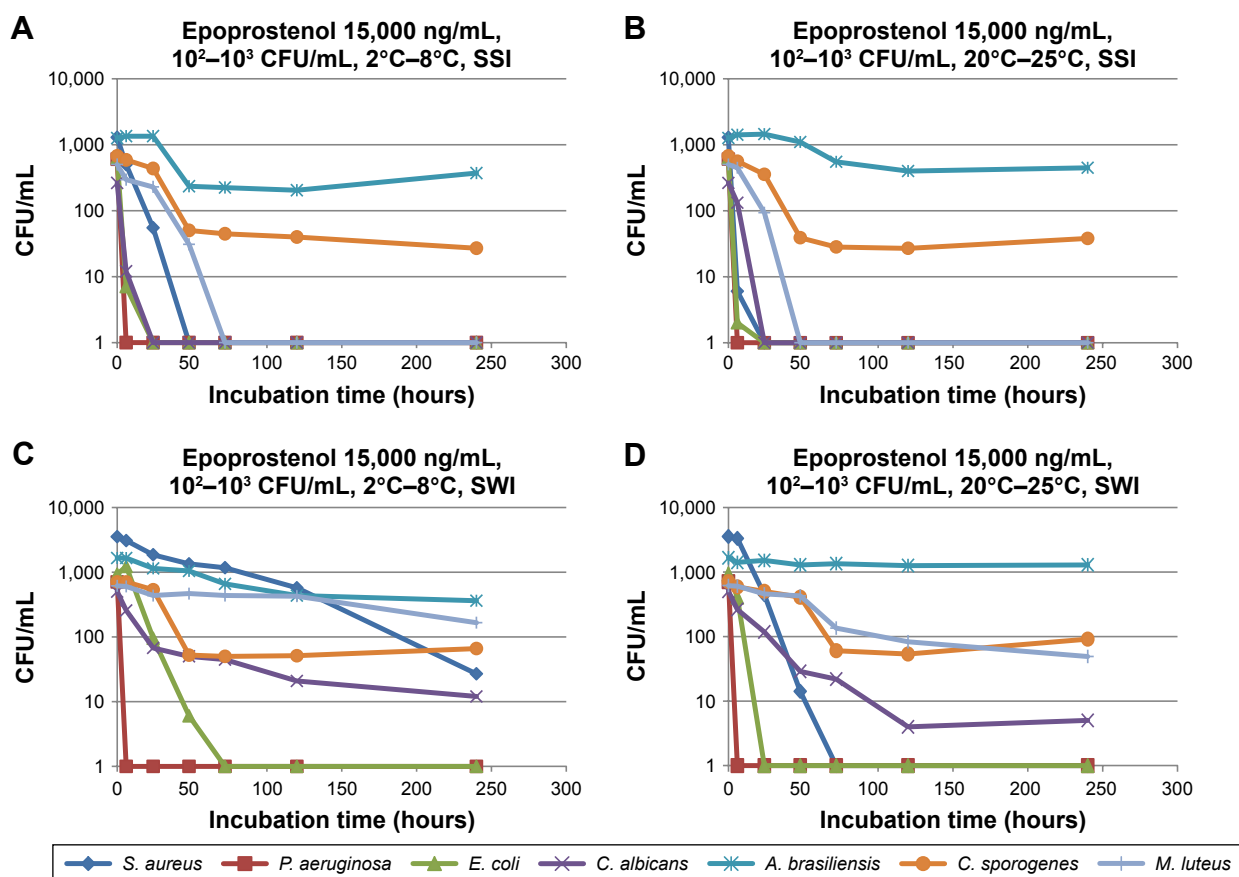 A
Epoprostenol 15,000 ng/mL,
10²–10³ CFU/mL, 2°C–8°C, SSI
10,000
1,000
100
10
1
CFU/mL
0 50 100 150 200 250 300
Incubation time (hours)
B
Epoprostenol 15,000 ng/mL,
10²–10³ CFU/mL, 20°C–25°C, SSI
10,000
1,000
100
10
1
CFU/mL
0 50 100 150 200 250 300
Incubation time (hours)
C
Epoprostenol 15,000 ng/mL,
10²–10³ CFU/mL, 2°C–8°C, SWI
10,000
1,000
100
10
1
CFU/mL
0 50 100 150 200 250 300
Incubation time (hours)
D
Epoprostenol 15,000 ng/mL,
10²–10³ CFU/mL, 20°C–25°C, SWI
10,000
1,000
100
10
1
CFU/mL
0 50 100 150 200 250 300
Incubation time (hours)
S. aureus P. aeruginosa E. coli C. albicans A. brasiliensis C. sporogenes M. luteus